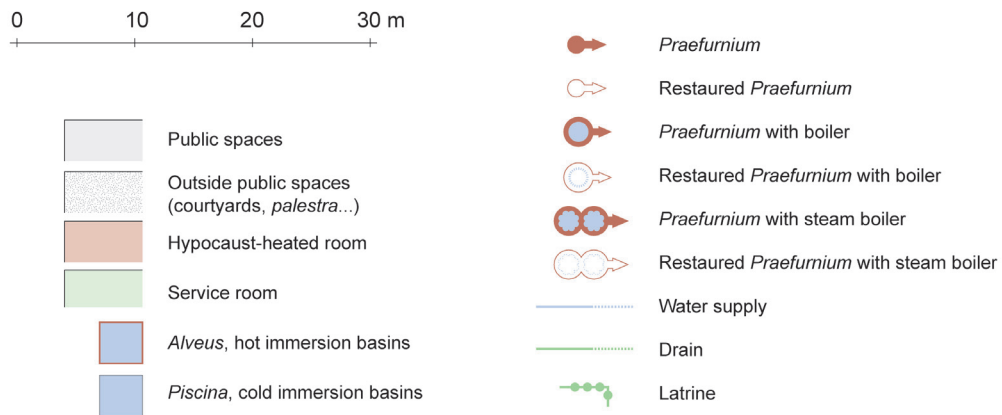 0 10 20 30 m
Public spaces
Outside public spaces
(courtyards, palestra...)
Hypocaust-heated room
Service room
Alveus, hot immersion basins
Piscina, cold immersion basins
Praefurnium
Restaured Praefurnium
Praefurnium with boiler
Restaured Praefurnium with boiler
Praefurnium with steam boiler
Restaured Praefurnium with steam boiler
Water supply
Drain
Latrine